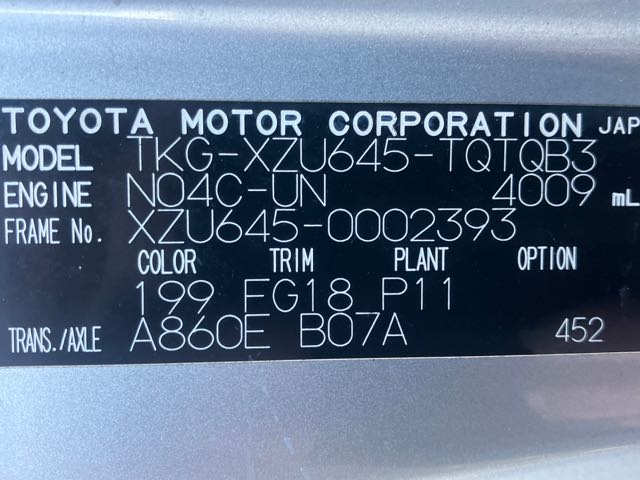 TOYOTA MOTOR CORPORATION JAP
MODEL TKG-XZU645-TQTQB3
ENGINE N04C-UN 4009 mL
FRAME No. XZU645-0002393
COLOR TRIM PLANT OPTION
199 FG18 P11
TRANS./AXLE A860E B07A 452